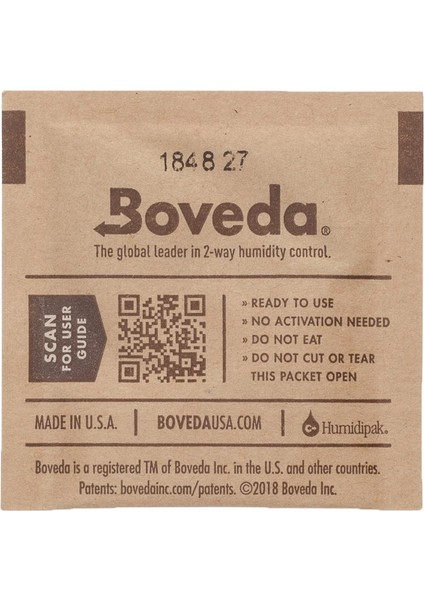 184 8 27
Boveda®
The global leader in 2-way humidity control.
SCAN
FOR USER
GUIDE
» READY TO USE
» NO ACTIVATION NEEDED
» DO NOT EAT
» DO NOT CUT OR TEAR
THIS PACKET OPEN
MADE IN U.S.A.
BOVEDAUSA.COM
Humidipak®
Boveda is a registered TM of Boveda Inc. in the U.S. and other countries.
Patents: bovedainc.com/patents. ©2018 Boveda Inc.